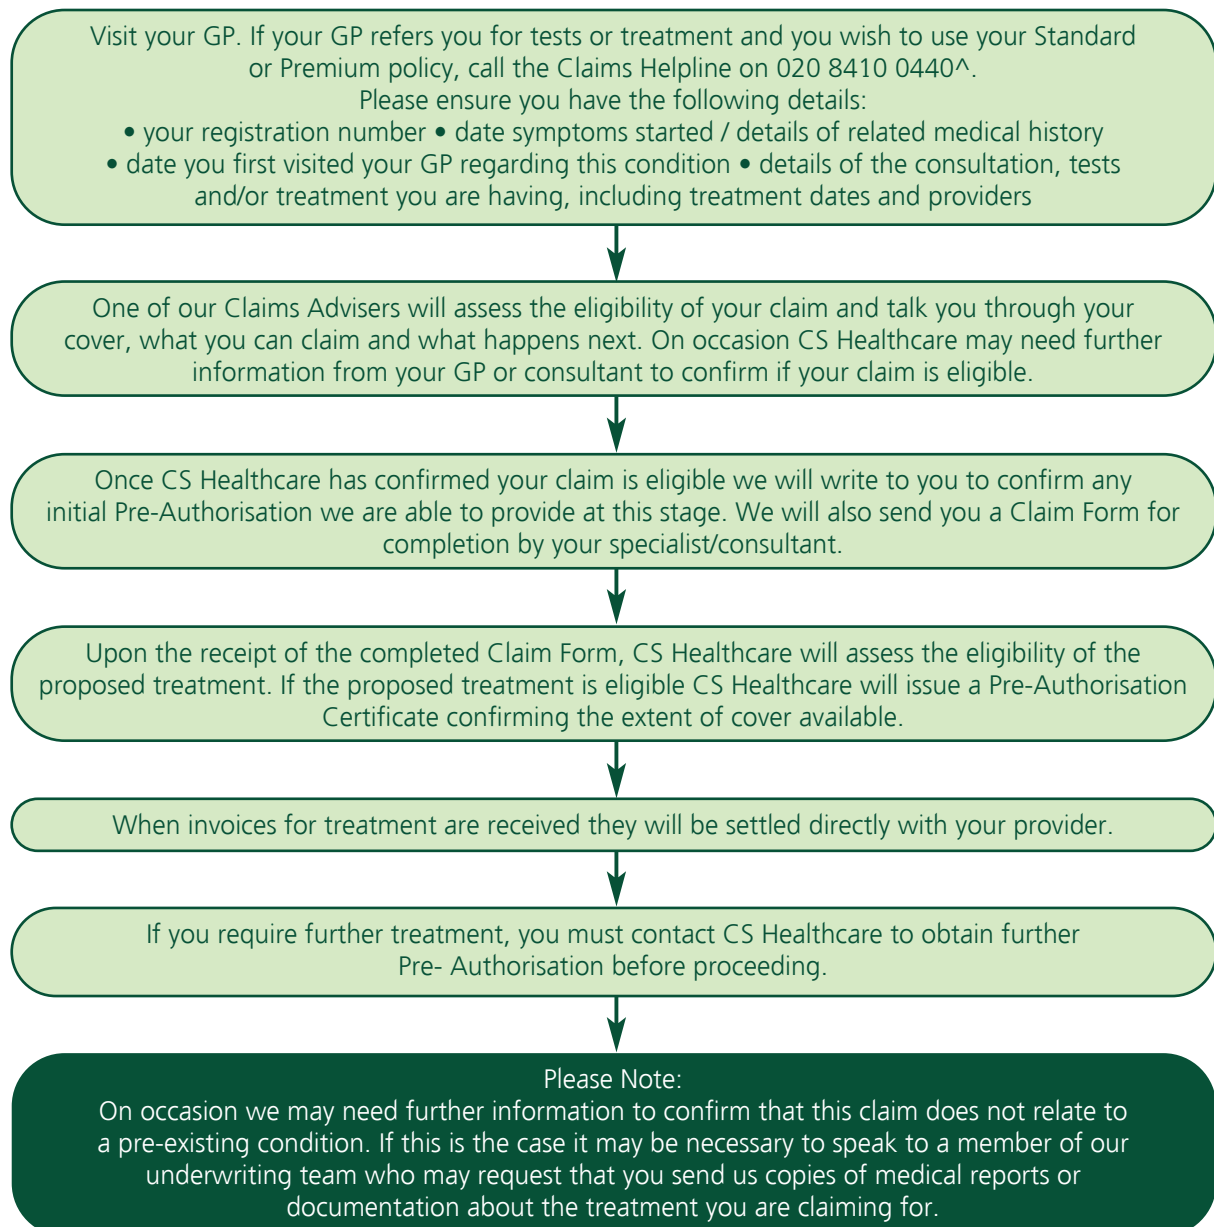 Visit your GP. If your GP refers you for tests or treatment and you wish to use your Standard
or Premium policy, call the Claims Helpline on 020 8410 0440^.
Please ensure you have the following details:
• your registration number • date symptoms started / details of related medical history
• date you first visited your GP regarding this condition • details of the consultation, tests
and/or treatment you are having, including treatment dates and providers
One of our Claims Advisers will assess the eligibility of your claim and talk you through your
cover, what you can claim and what happens next. On occasion CS Healthcare may need further
information from your GP or consultant to confirm if your claim is eligible.
Once CS Healthcare has confirmed your claim is eligible we will write to you to confirm any
initial Pre-Authorisation we are able to provide at this stage. We will also send you a Claim Form for
completion by your specialist/consultant.
Upon the receipt of the completed Claim Form, CS Healthcare will assess the eligibility of the
proposed treatment. If the proposed treatment is eligible CS Healthcare will issue a Pre-Authorisation
Certificate confirming the extent of cover available.
When invoices for treatment are received they will be settled directly with your provider.
If you require further treatment, you must contact CS Healthcare to obtain further
Pre- Authorisation before proceeding.
Please Note:
On occasion we may need further information to confirm that this claim does not relate to
a pre-existing condition. If this is the case it may be necessary to speak to a member of our
underwriting team who may request that you send us copies of medical reports or
documentation about the treatment you are claiming for.